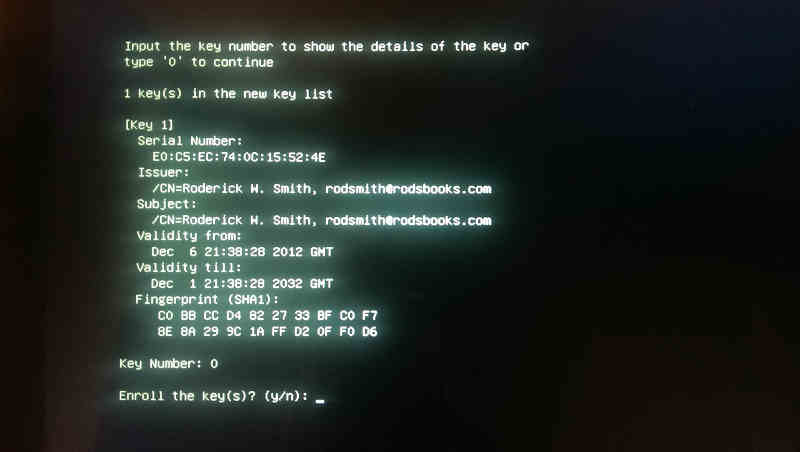 Input the key number to show the details of the key or
type '0' to continue
1 key(s) in the new key list
[Key 1]
Serial Number:
E0:C5:EC:74:0C:15:52:4E
Issuer:
/CN=Roderick W. Smith, rodsmith@rodsbooks.com
Subject:
/CN=Roderick W. Smith, rodsmith@rodsbooks.com
Validity from:
Dec  6 21:38:28 2012 GMT
Validity till:
Dec  1 21:38:28 2032 GMT
Fingerprint (SHA1):
C0 BB CC D4 82 27 33 BF C0 F7
8E 8A 29 9C 1A FF D2 0F F0 D6
Key Number: 0
Enroll the key(s)? (y/n): _